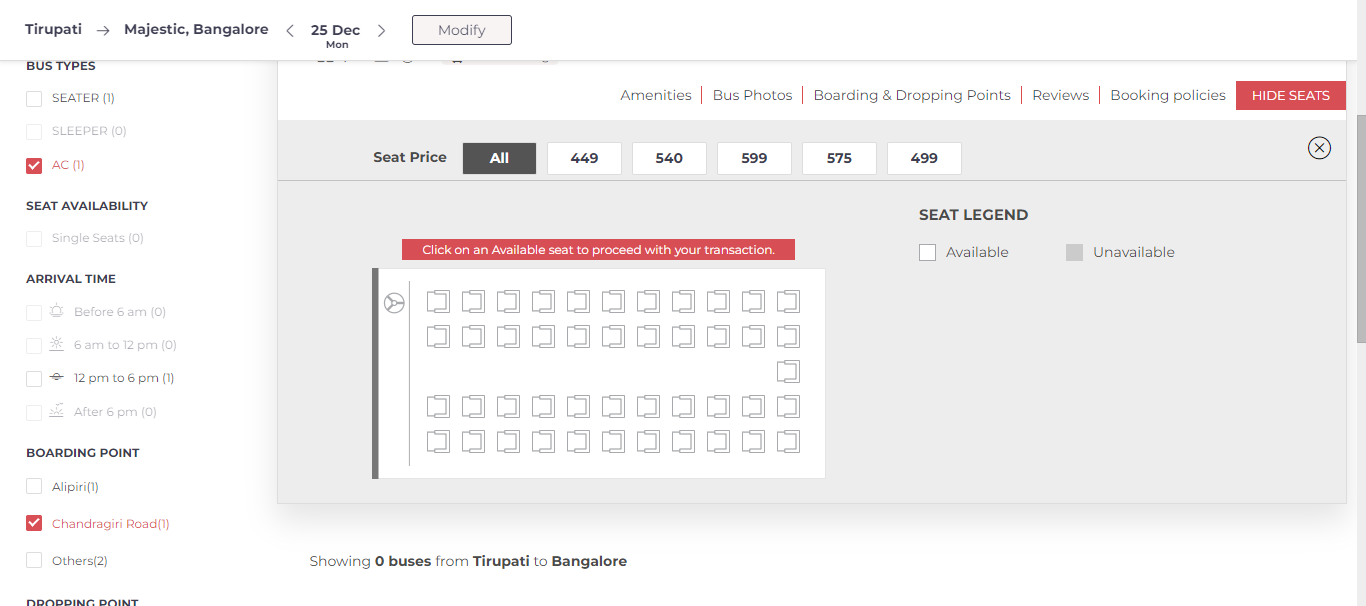 Tirupati → Majestic, Bangalore < 25 Dec > Modify
Mon
BUS TYPES
SEATER (1)
SLEEPER (0)
AC (1)
SEAT AVAILABILITY
Single Seats (0)
ARRIVAL TIME
Before 6 am (0)
6 am to 12 pm (0)
12 pm to 6 pm (1)
After 6 pm (0)
BOARDING POINT
Alipiri(1)
Chandragiri Road(1)
Others(2)
DROPPING POINT
Amenities | Bus Photos | Boarding & Dropping Points | Reviews | Booking policies HIDE SEATS
Seat Price All 449 540 599 575 499
SEAT LEGEND
Available Unavailable
Click on an Available seat to proceed with your transaction.
Showing 0 buses from Tirupati to Bangalore